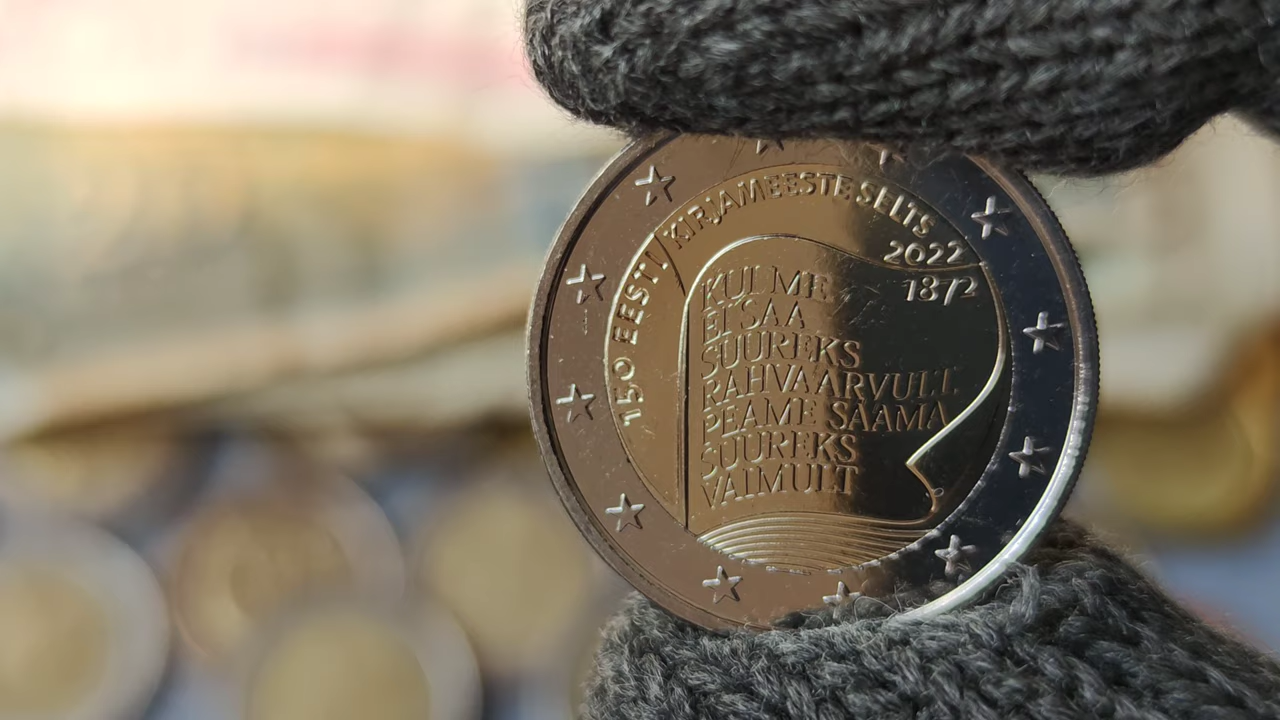 150 EESTI KIRJAMEESTE SELTS
2022
1872
KUI ME
EI SAA
SUUREKS
RAHVAARVULT,
PEAME SAAMA
SUUREKS
VAIMULT